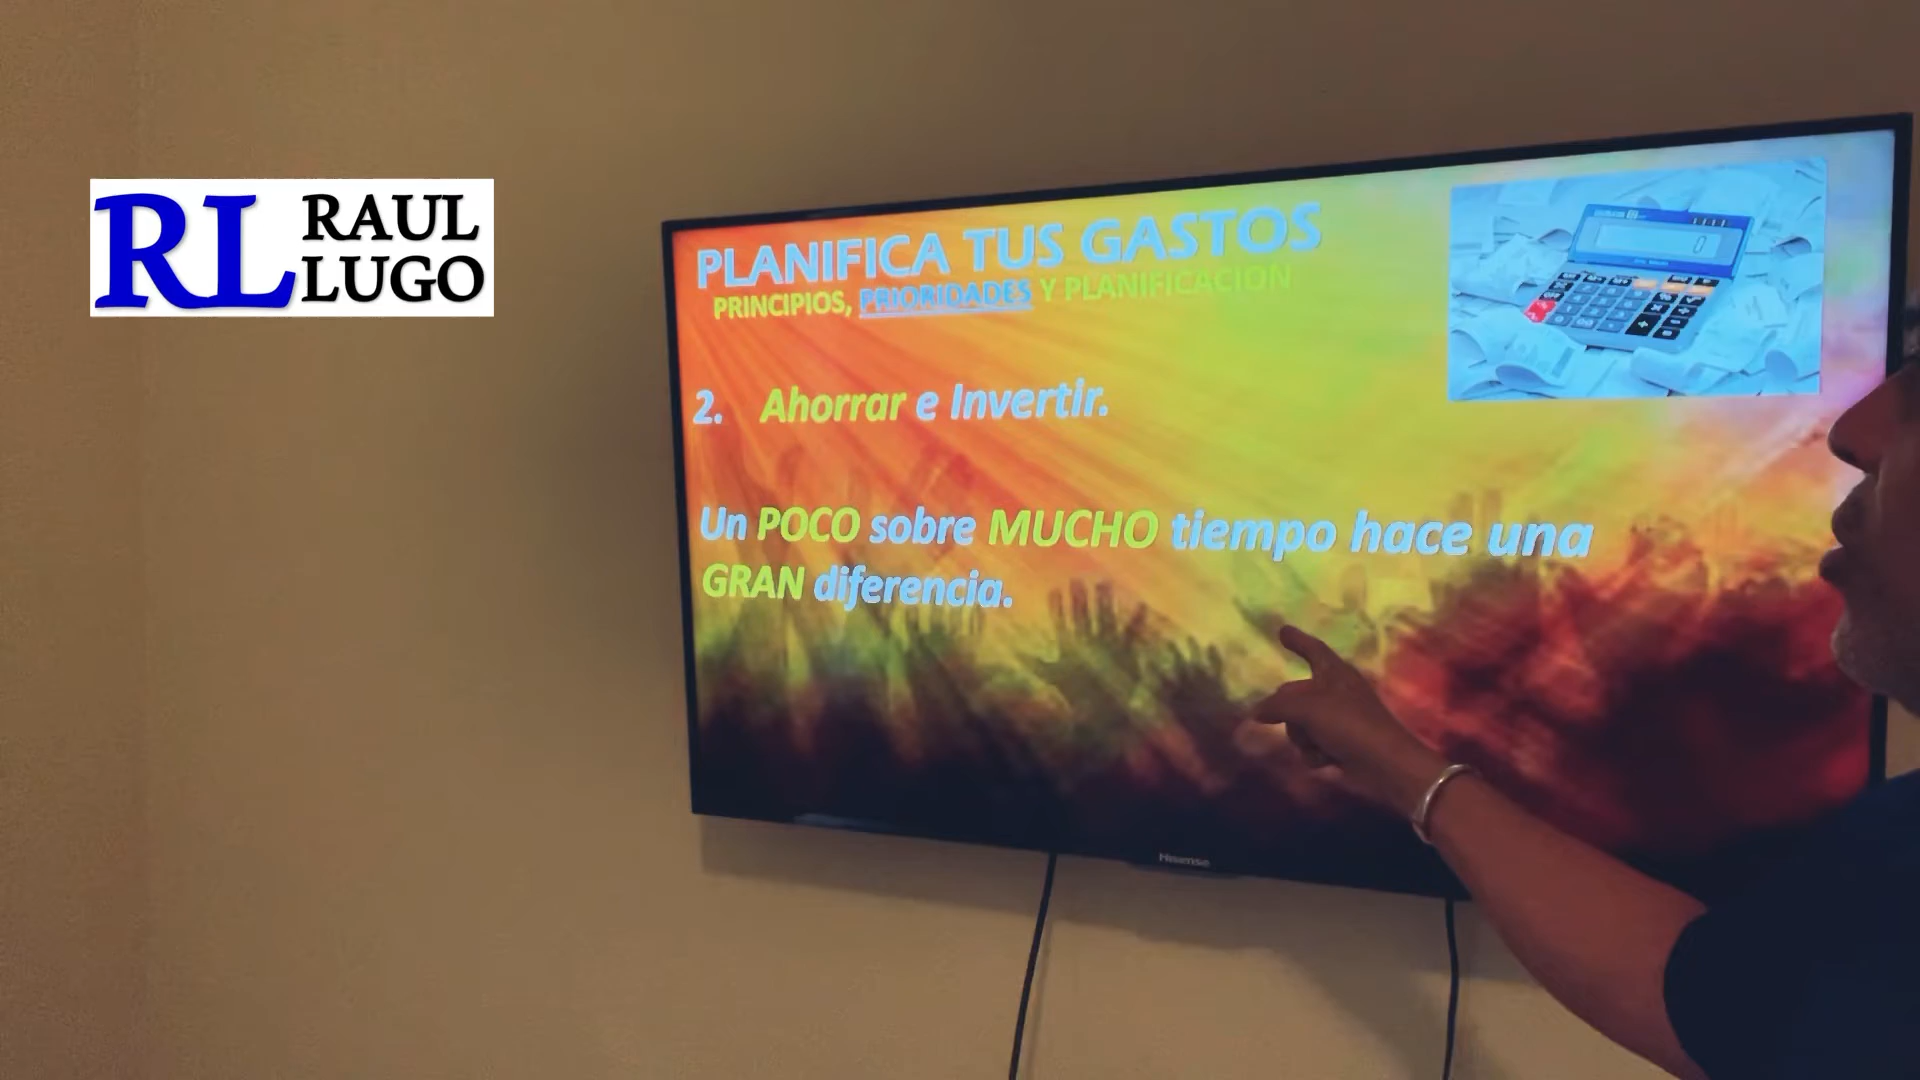 RL RAUL
LUGO
PLANIFICA TUS GASTOS
PRINCIPIOS, PRIORIDADES Y PLANIFICACIÓN
2. Ahorrar e Invertir.
Un POCO sobre MUCHO tiempo hace una
GRAN diferencia.
Hisense